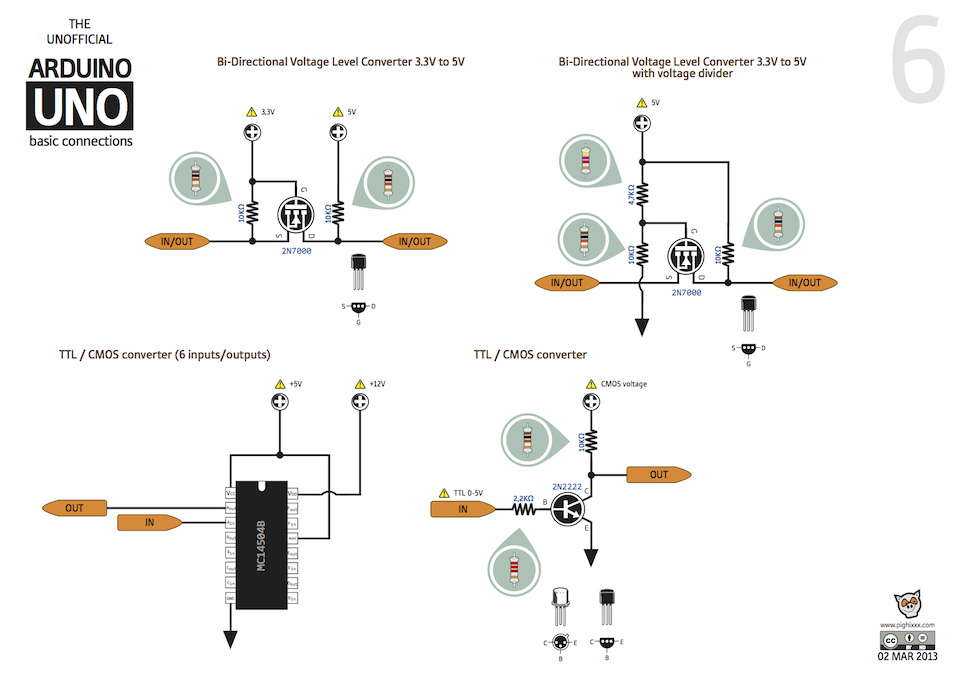 THE
UNOFFICIAL
ARDUINO
UNO
basic connections
6
Bi-Directional Voltage Level Converter 3.3V to 5V
3,3V
5V
10KΩ
G
10KΩ
S
D
IN/OUT
IN/OUT
2N7000
S
D
G
Bi-Directional Voltage Level Converter 3.3V to 5V
with voltage divider
5V
4,7KΩ
10KΩ
G
10KΩ
S
D
IN/OUT
IN/OUT
2N7000
S
D
G
TTL / CMOS converter (6 inputs/outputs)
+5V
+12V
OUT
IN
MC14504B
Vcc
GND
TTL / CMOS converter
CMOS voltage
10KΩ
OUT
2N2222
C
TTL 0-5V
IN
2,2KΩ
B
E
C
E
B
C
E
B
www.pighixxx.com
cc
BY
02 MAR 2013